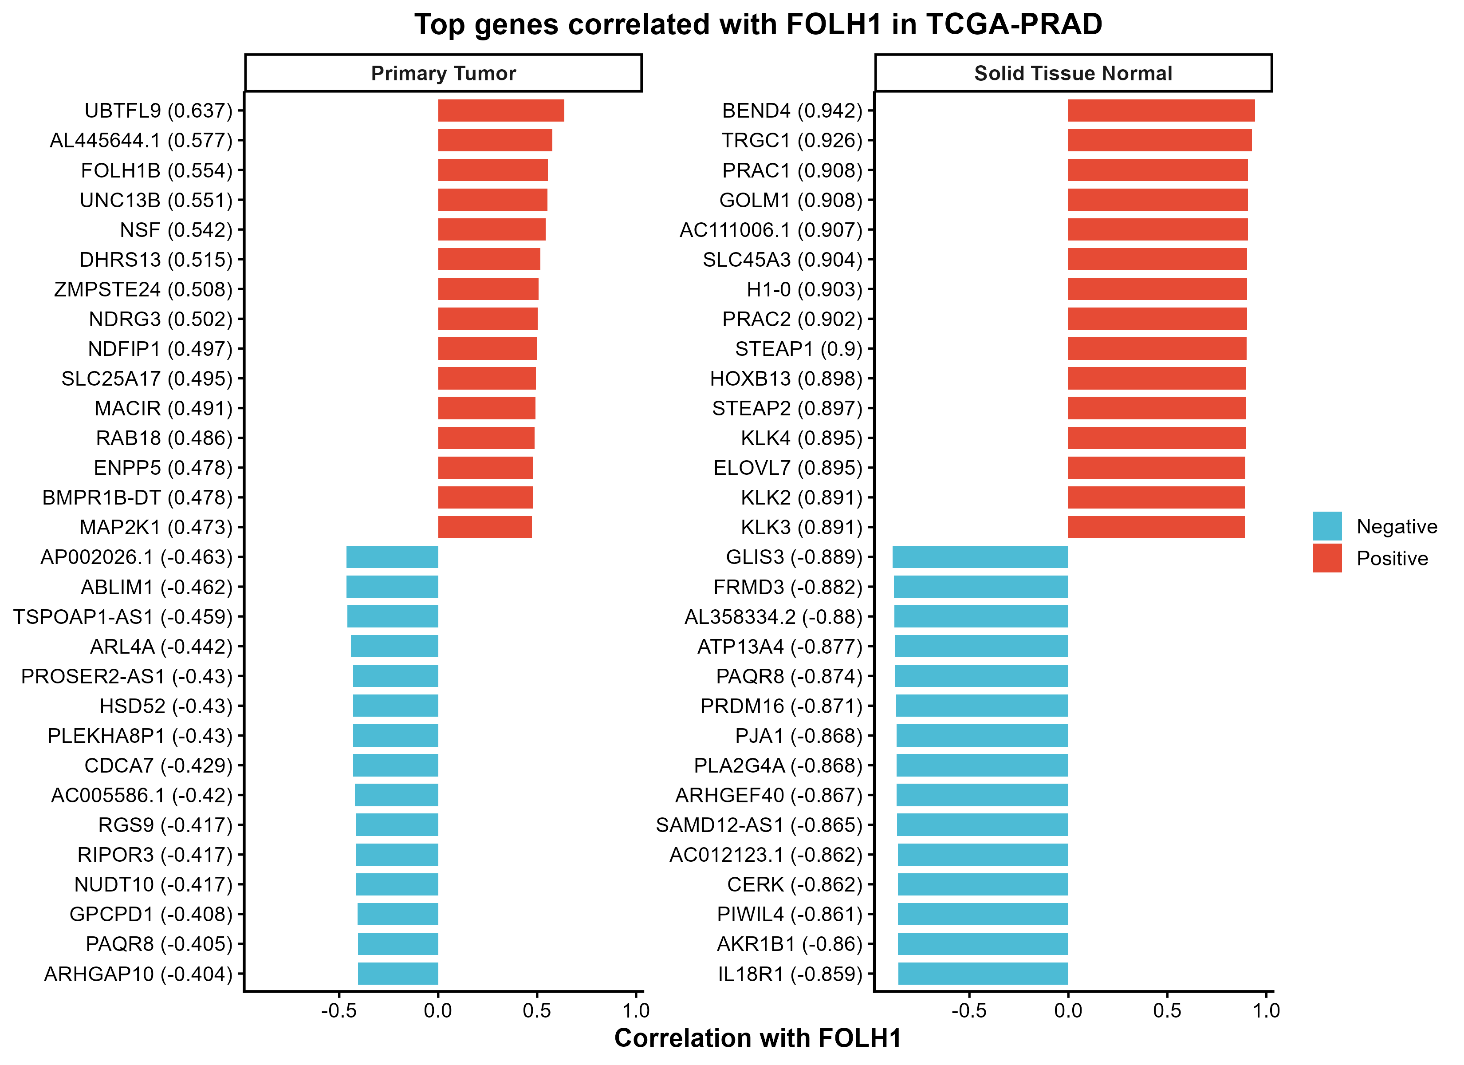 Top genes correlated with FOLH1 in TCGA-PRAD
Primary Tumor
UBTFL9 (0.637)
AL445644.1 (0.577)
FOLH1B (0.554)
UNC13B (0.551)
NSF (0.542)
DHRS13 (0.515)
ZMPSTE24 (0.508)
NDRG3 (0.502)
NDFIP1 (0.497)
SLC25A17 (0.495)
MACIR (0.491)
RAB18 (0.486)
ENPP5 (0.478)
BMPR1B-DT (0.478)
MAP2K1 (0.473)
AP002026.1 (-0.463)
ABLIM1 (-0.462)
TSPOAP1-AS1 (-0.459)
ARL4A (-0.442)
PROSER2-AS1 (-0.43)
HSD52 (-0.43)
PLEKHA8P1 (-0.43)
CDCA7 (-0.429)
AC005586.1 (-0.42)
RGS9 (-0.417)
RIPOR3 (-0.417)
NUDT10 (-0.417)
GPCPD1 (-0.408)
PAQR8 (-0.405)
ARHGAP10 (-0.404)
-0.5 0.0 0.5 1.0
Solid Tissue Normal
BEND4 (0.942)
TRGC1 (0.926)
PRAC1 (0.908)
GOLM1 (0.908)
AC111006.1 (0.907)
SLC45A3 (0.904)
H1-0 (0.903)
PRAC2 (0.902)
STEAP1 (0.9)
HOXB13 (0.898)
STEAP2 (0.897)
KLK4 (0.895)
ELOVL7 (0.895)
KLK2 (0.891)
KLK3 (0.891)
GLIS3 (-0.889)
FRMD3 (-0.882)
AL358334.2 (-0.88)
ATP13A4 (-0.877)
PAQR8 (-0.874)
PRDM16 (-0.871)
PJA1 (-0.868)
PLA2G4A (-0.868)
ARHGEF40 (-0.867)
SAMD12-AS1 (-0.865)
AC012123.1 (-0.862)
CERK (-0.862)
PIWIL4 (-0.861)
AKR1B1 (-0.86)
IL18R1 (-0.859)
-0.5 0.0 0.5 1.0
Correlation with FOLH1
Negative
Positive